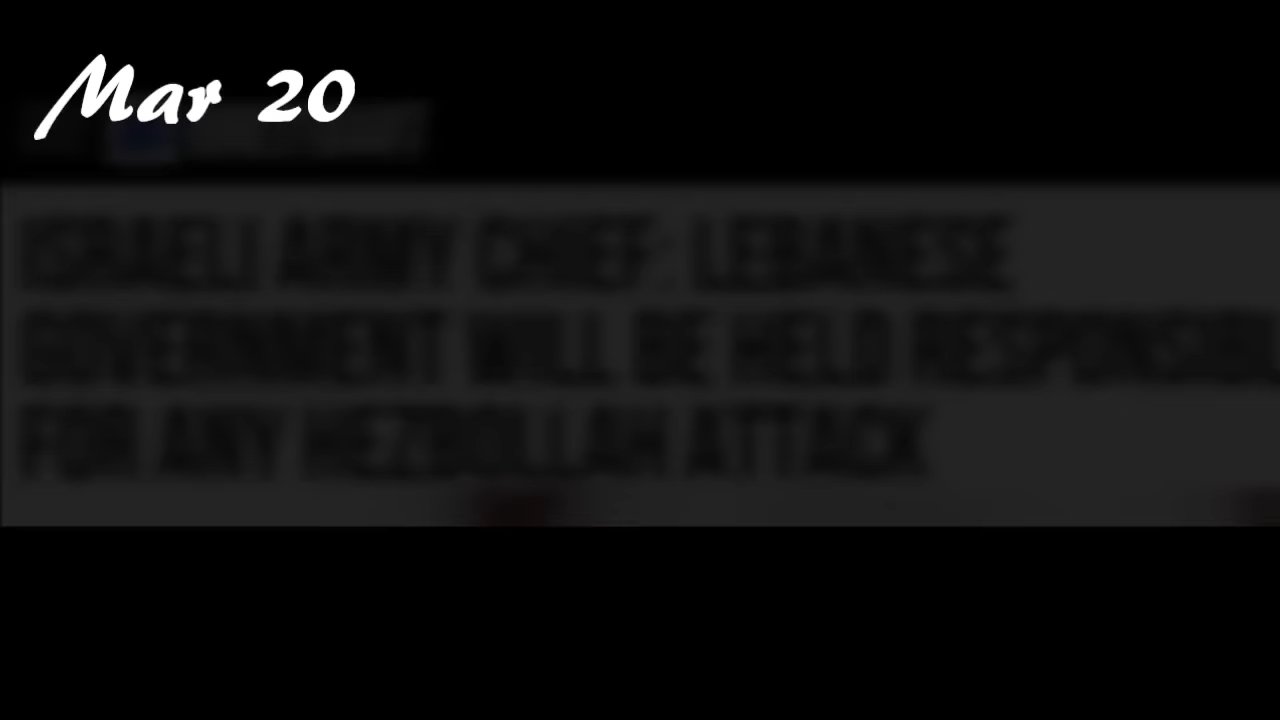 Mar 20
ISRAELI ARMY CHIEF: LEBANESE
GOVERNMENT WILL BE HELD
FOR ANY HEZBOLLAH ATTACK